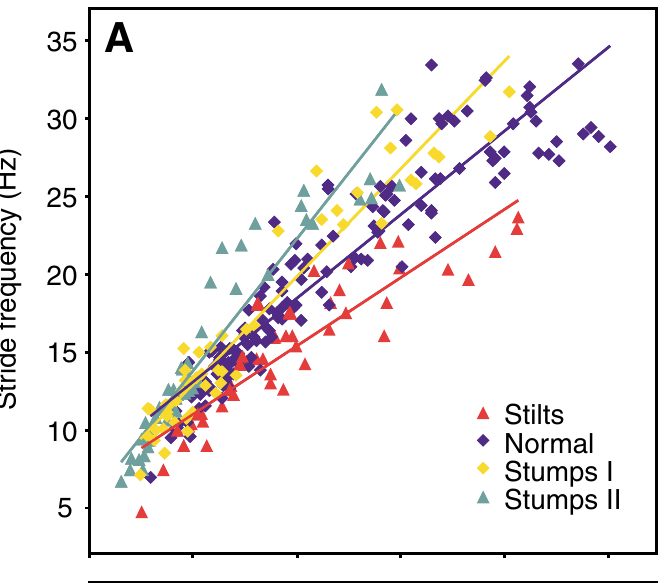 A
Stride frequency (Hz)
35
30
25
20
15
10
5
Stilts
Normal
Stumps I
Stumps II